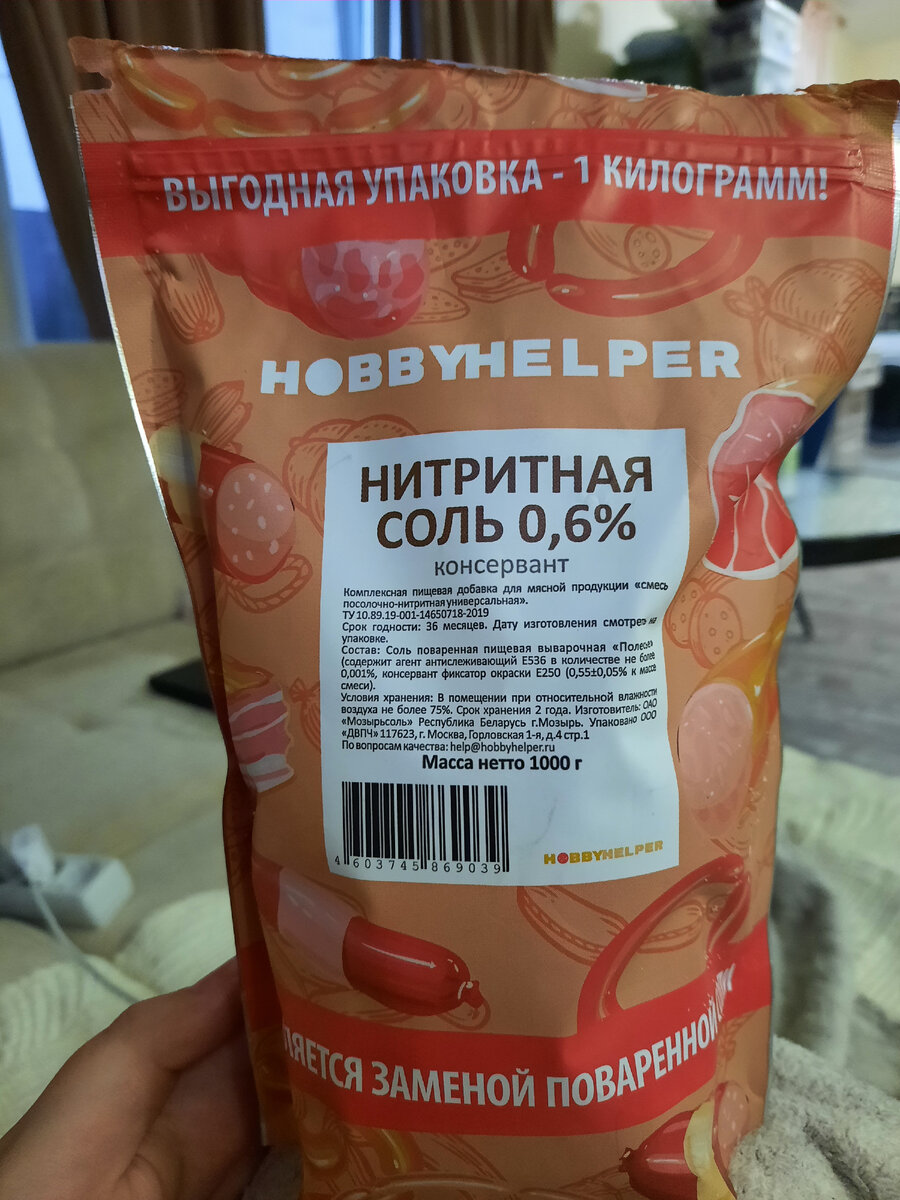 ВЫГОДНАЯ УПАКОВКА - 1 КИЛОГРАММ!
HOBBYHELPER
НИТРИТНАЯ
СОЛЬ 0,6%
консервант
Комплексная пищевая добавка для мясной продукции «смесь
посолочно-нитритная универсальная».
ТУ 10.89.19-001-14650718-2019
Срок годности: 36 месяцев. Дату изготовления смотреть на
упаковке.
Состав: Соль поваренная пищевая выварочная «Полесье»
(содержит агент антислеживающий Е536 в количестве не более
0,001%, консервант фиксатор окраски Е250 (0,55±0,05% к массе
смеси).
Условия хранения: В помещении при относительной влажности
воздуха не более 75%. Срок хранения 2 года. Изготовитель: ОАО
«Мозырьсоль» Республика Беларусь г.Мозырь. Упаковано ООО
«ДВПЧ» 117623, г. Москва, Горловская 1-я, д.4 стр.1
По вопросам качества: help@hobbyhelper.ru
Масса нетто 1000 г
4 603745 869039
HOBBYHELPER
ЗАМЕНОЙ ПОВАРЕННОЙ